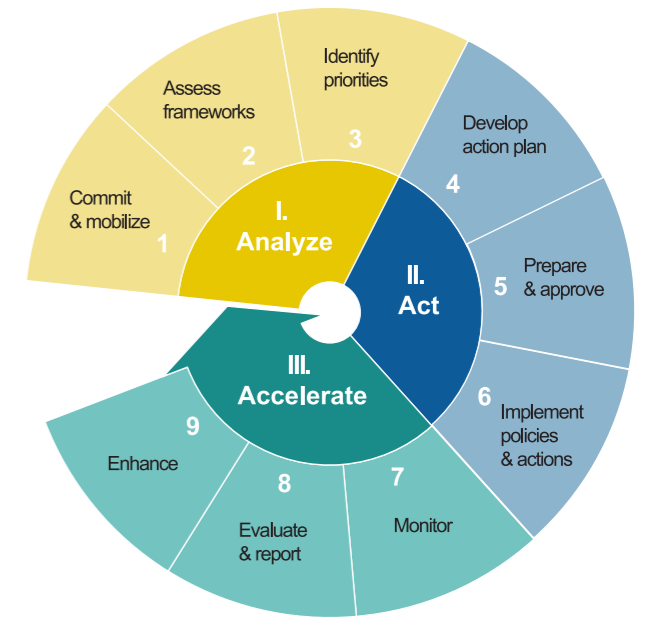 I.
Analyze
1
Commit
& mobilize
2
Assess
frameworks
3
Identify
priorities
II.
Act
4
Develop
action plan
5
Prepare
& approve
6
Implement
policies
& actions
III.
Accelerate
7
Monitor
8
Evaluate
& report
9
Enhance